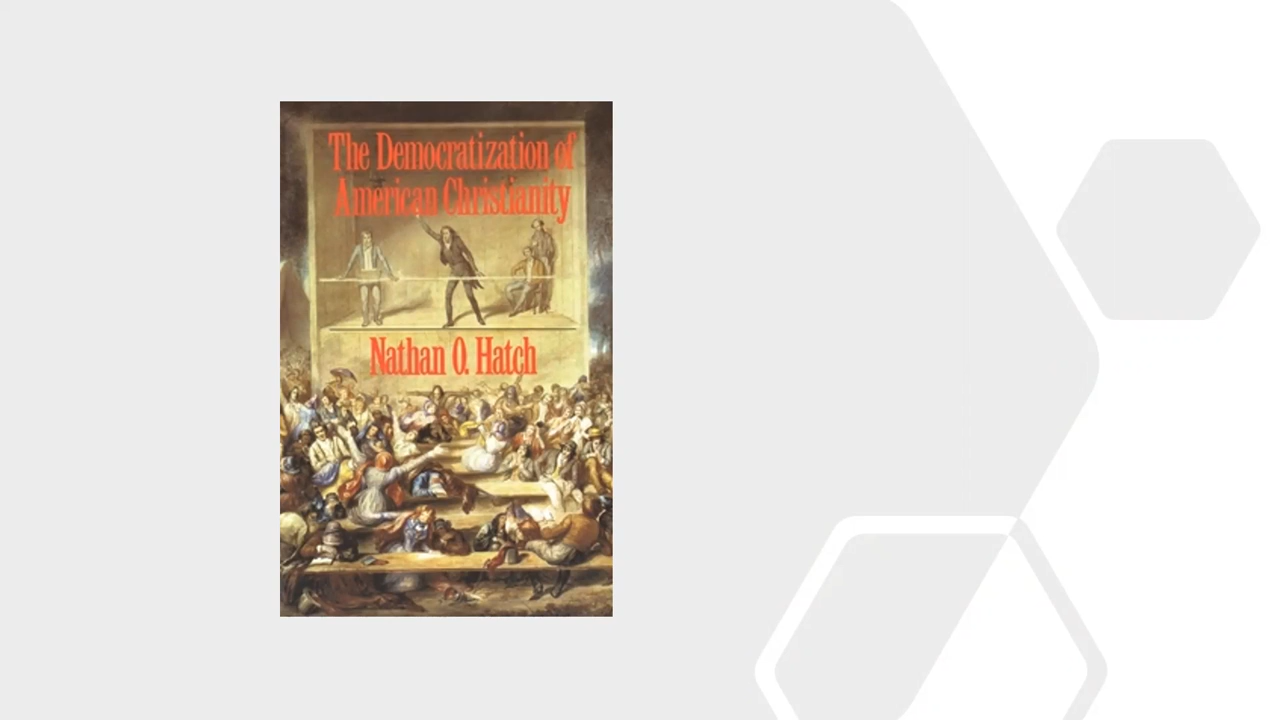 The Democratization of
American Christianity
Nathan O. Hatch